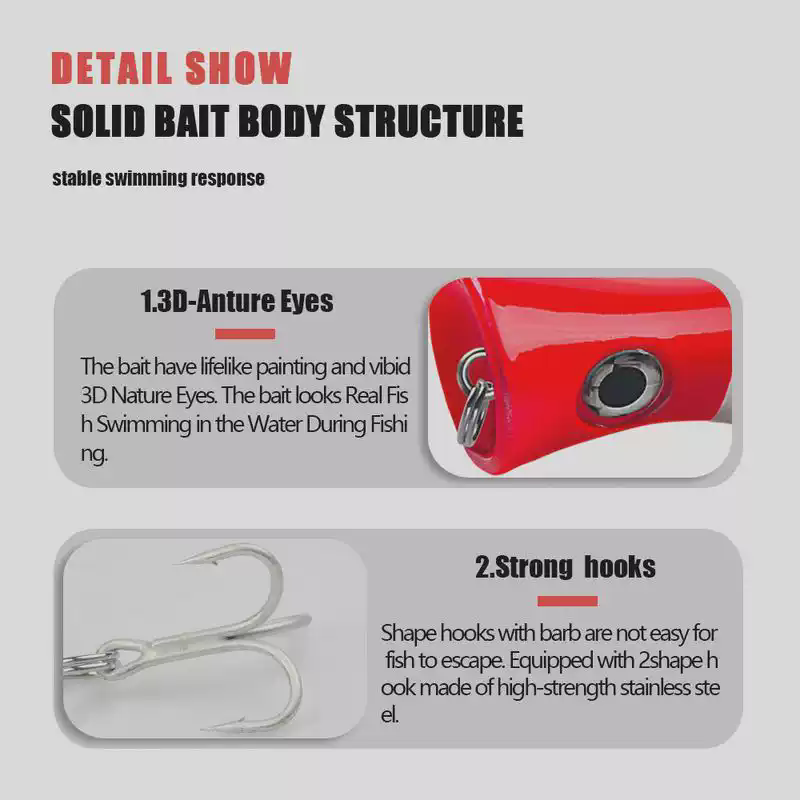 DETAIL SHOW
SOLID BAIT BODY STRUCTURE
stable swimming response
1.3D-Anture Eyes
The bait have lifelike painting and vibid
3D Nature Eyes. The bait looks Real Fis
h Swimming in the Water During Fishi
ng.
2.Strong hooks
Shape hooks with barb are not easy for
fish to escape. Equipped with 2shape h
ook made of high-strength stainless ste
el.